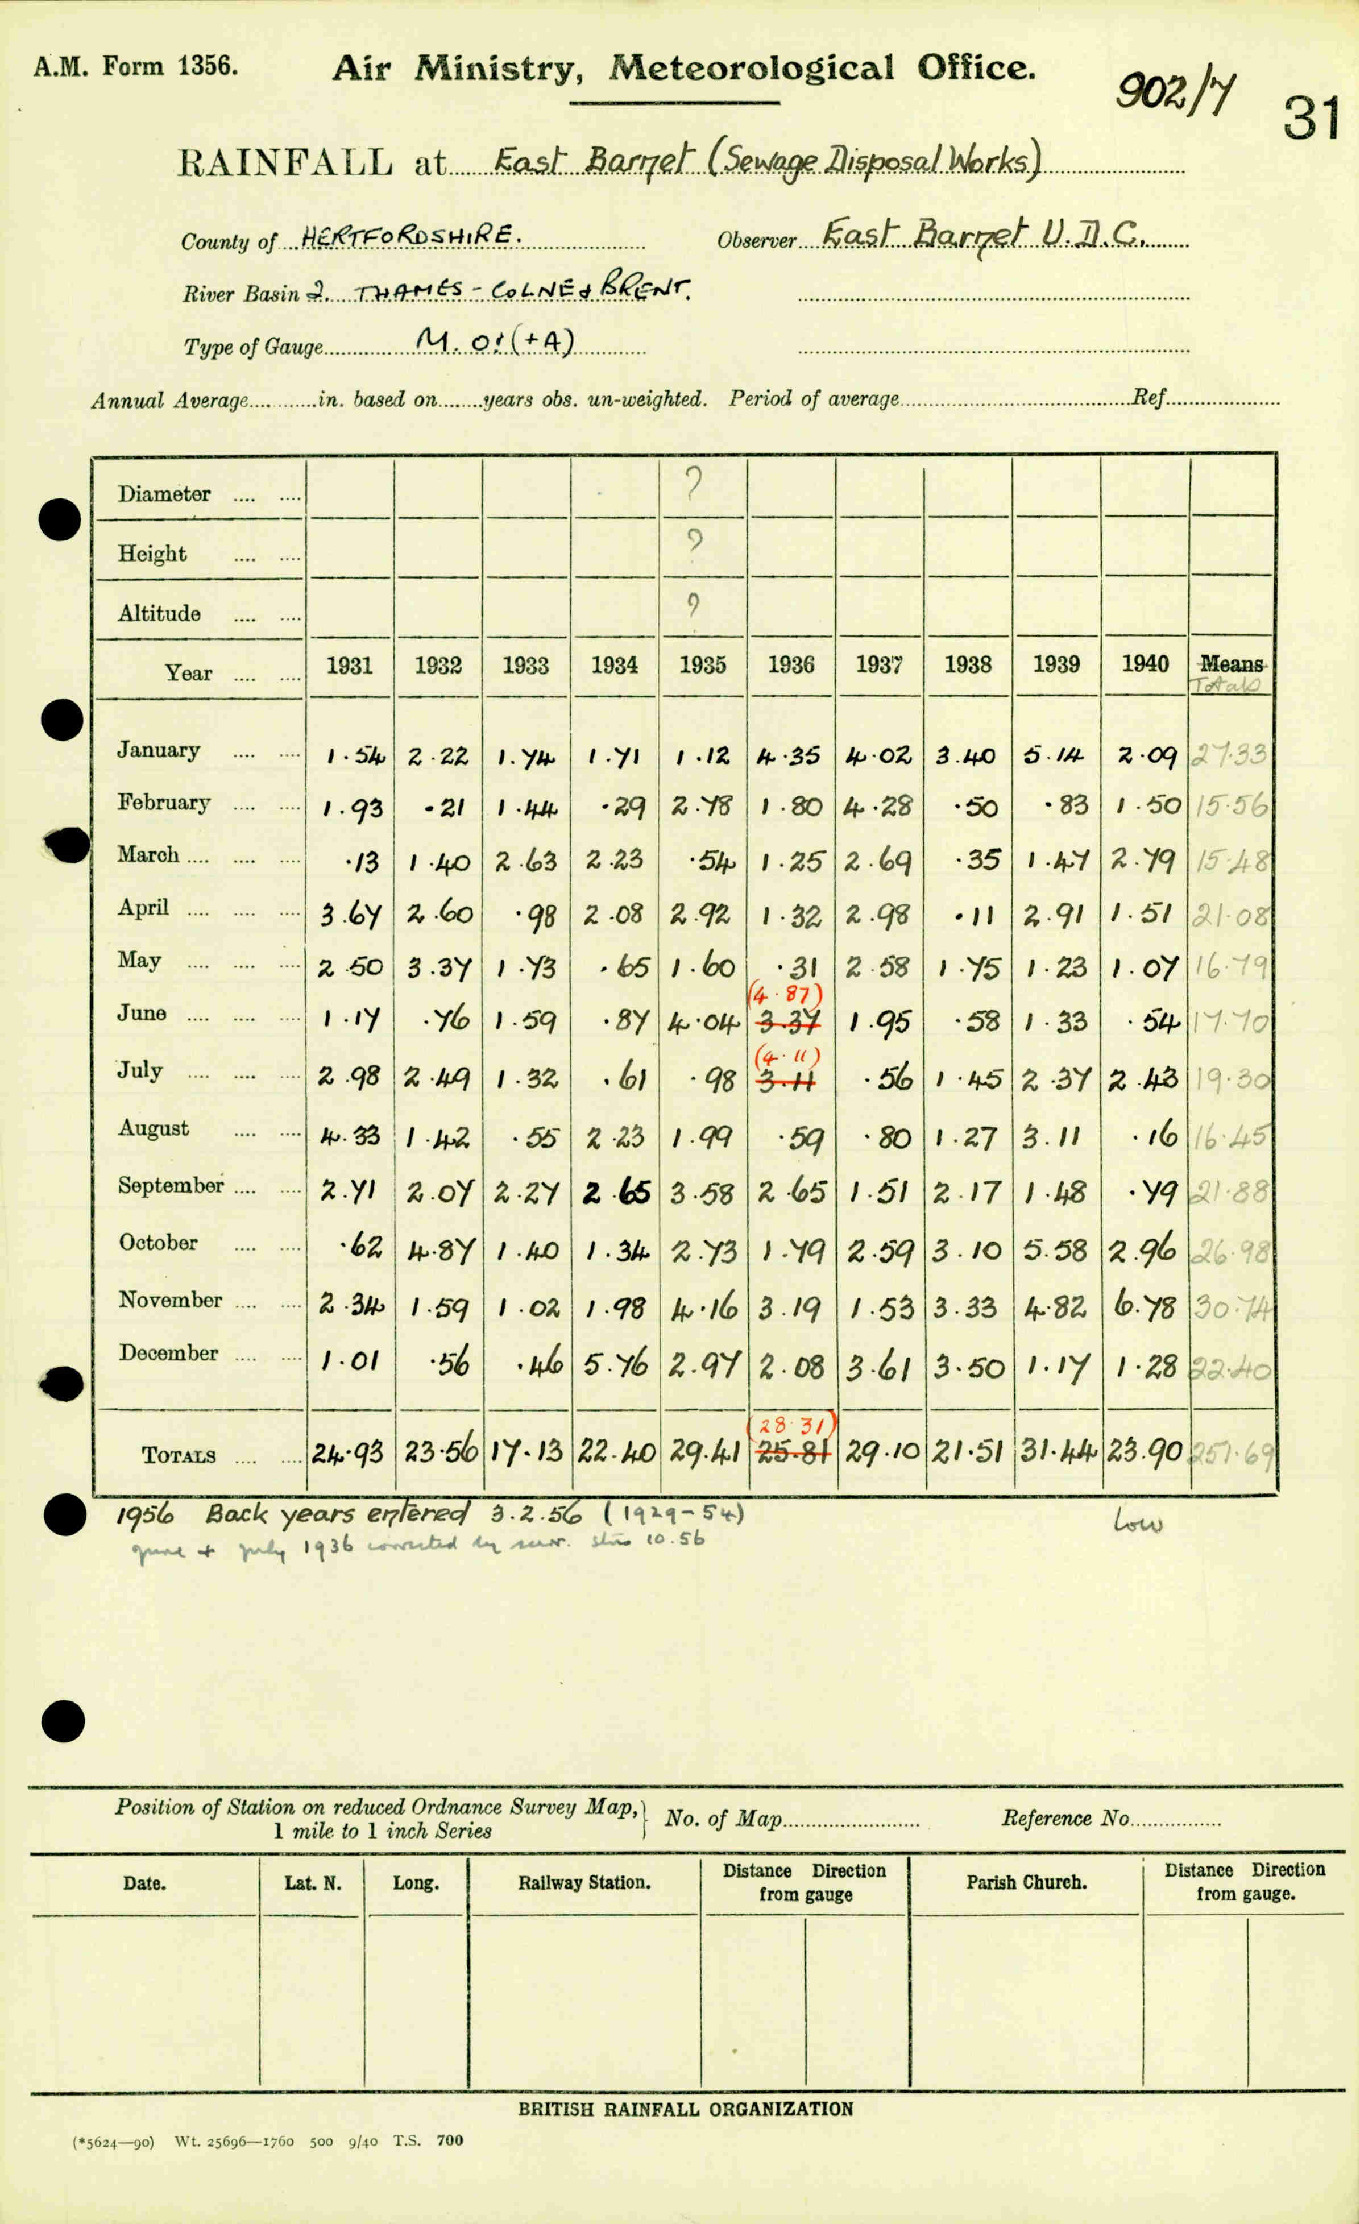 A.M. Form 1356. Air Ministry, Meteorological Office. 902/7 31
RAINFALL at East Barnet (Sewage Disposal Works)
County of HERTFORDSHIRE. Observer East Barnet U.D.C.
River Basin 2. THAMES - COLNE & BRENT.
Type of Gauge M.O. (+A)
Annual Average in. based on years obs. un-weighted. Period of average Ref
Diameter ?
Height ?
Altitude ?
Year 1931 1932 1933 1934 1935 1936 1937 1938 1939 1940 Means
Totals
January 1.54 2.22 1.74 1.71 1.12 4.35 4.02 3.40 5.14 2.09 27.33
February 1.93 .21 1.44 .29 2.78 1.80 4.28 .50 .83 1.50 15.56
March .13 1.40 2.63 2.23 .54 1.25 2.69 .35 1.47 2.79 15.48
April 3.67 2.60 .98 2.08 2.92 1.32 2.98 .11 2.91 1.51 21.08
May 2.50 3.37 1.73 .65 1.60 .31 2.58 1.75 1.23 1.07 16.79
(4.87)
June 1.17 .76 1.59 .87 4.04 3.37 1.95 .58 1.33 .54 17.70
(4.11)
July 2.98 2.49 1.32 .61 .98 3.11 .56 1.45 2.37 2.43 19.30
August 4.33 1.42 .55 2.23 1.99 .59 .80 1.27 3.11 .16 16.45
September 2.71 2.07 2.27 2.65 3.58 2.65 1.51 2.17 1.48 .79 21.88
October .62 4.87 1.40 1.34 2.73 1.79 2.59 3.10 5.58 2.96 26.98
November 2.34 1.59 1.02 1.98 4.16 3.19 1.53 3.33 4.82 6.78 30.74
December 1.01 .56 .46 5.76 2.97 2.08 3.61 3.50 1.17 1.28 22.40
(28.31)
TOTALS 24.93 23.56 17.13 22.40 29.41 25.81 29.10 21.51 31.44 23.90 251.69
1956 Back years entered 3.2.56 (1929-54) Low
June + July 1936 corrected by 10.56
Position of Station on reduced Ordnance Survey Map, No. of Map Reference No.
1 mile to 1 inch Series
Date. Lat. N. Long. Railway Station. Distance Direction from gauge Parish Church. Distance Direction from gauge.
BRITISH RAINFALL ORGANIZATION
(*5624—90) Wt. 25696—1760 500 9/40 T.S. 700